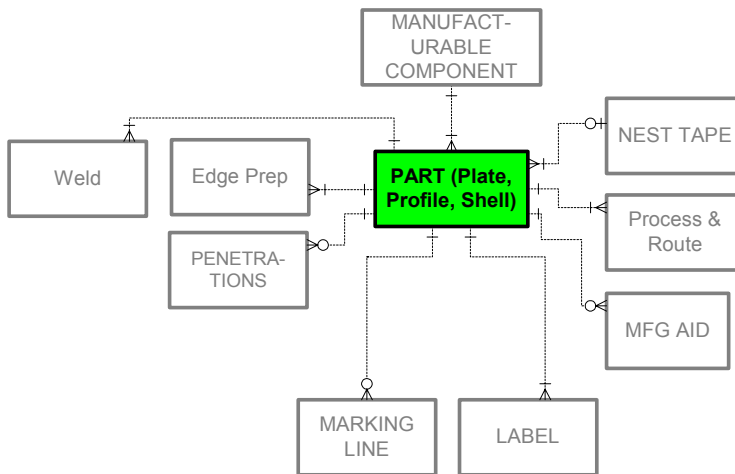 MANUFACT-
URABLE
COMPONENT
NEST TAPE
Weld
Edge Prep
PART (Plate,
Profile, Shell)
Process &
Route
PENETRA-
TIONS
MFG AID
MARKING
LINE
LABEL